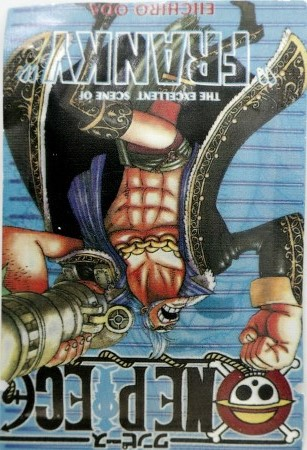 ワンピース
ONE PIECE
THE EXCELLENT SCENE OF
"FRANKY"
EIICHIRO ODA